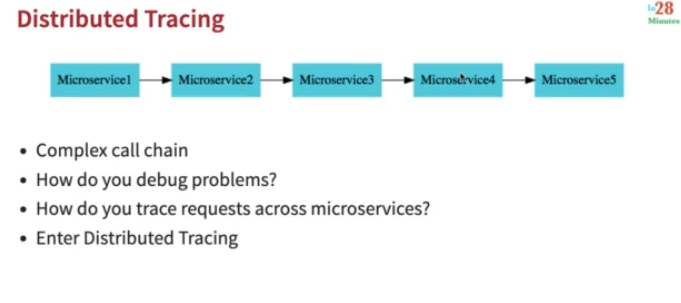 Distributed Tracing
in28
Minutes
Microservice1 Microservice2 Microservice3 Microservice4 Microservice5
• Complex call chain
• How do you debug problems?
• How do you trace requests across microservices?
• Enter Distributed Tracing